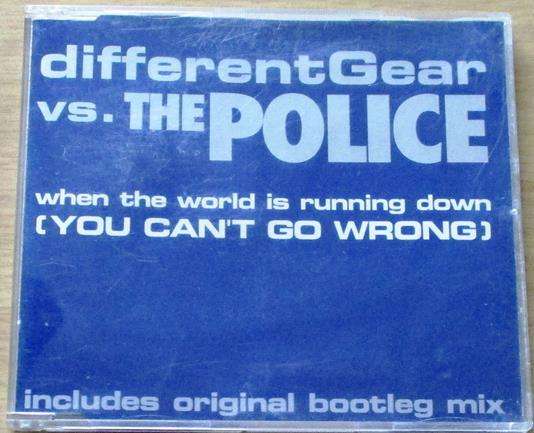 differentGear
vs. THE POLICE
when the world is running down
(YOU CAN'T GO WRONG)
includes original bootleg mix